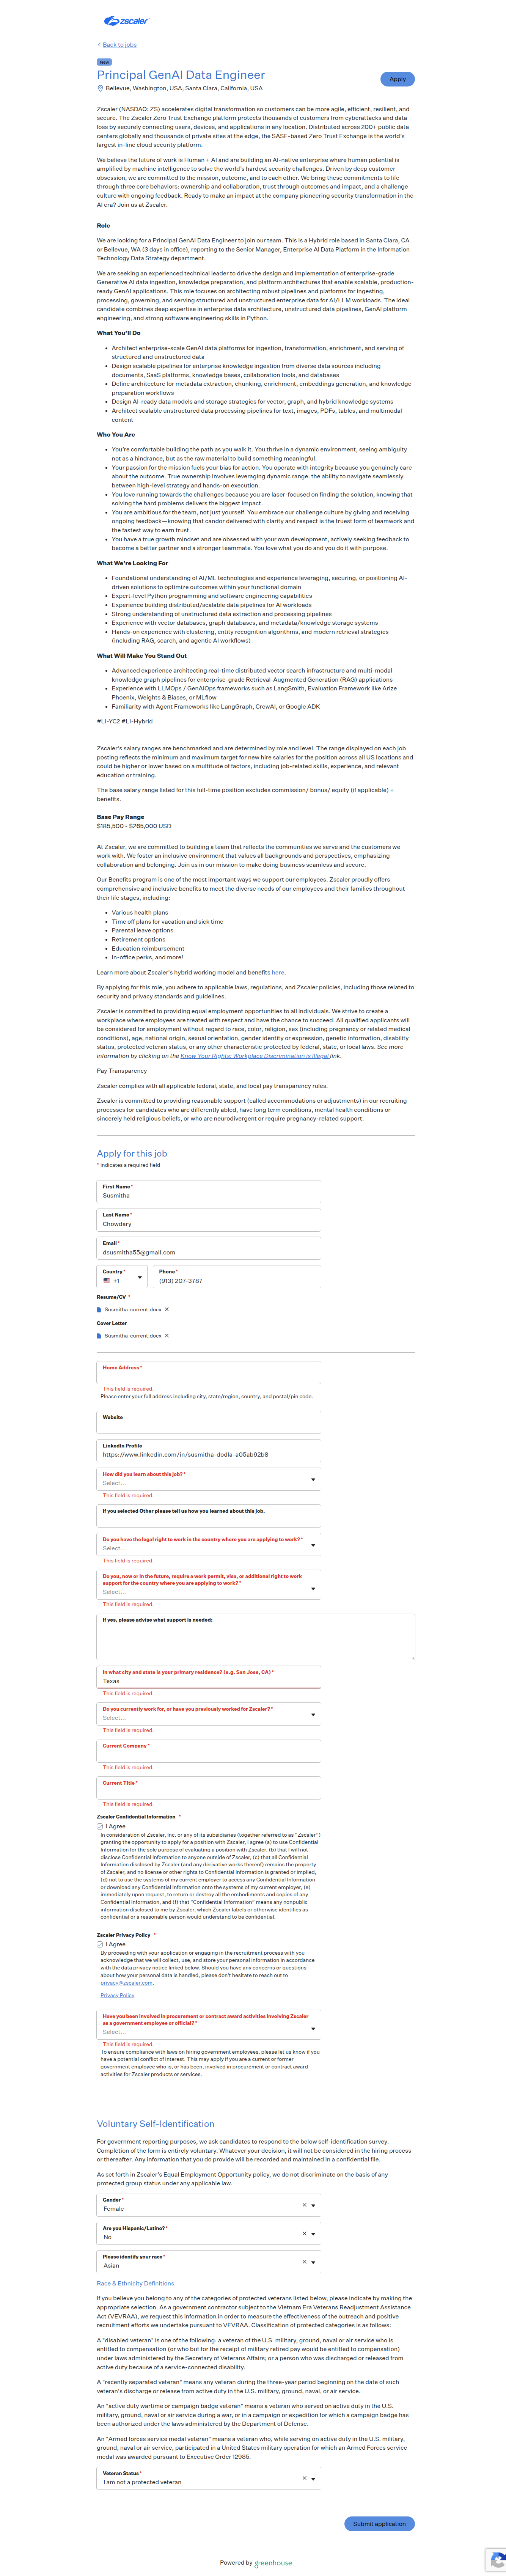 zscaler
Back to jobs
New
Principal GenAI Data Engineer
Apply
Bellevue, Washington, USA; Santa Clara, California, USA
Zscaler (NASDAQ: ZS) accelerates digital transformation so customers can be more agile, efficient, resilient, and
secure. The Zscaler Zero Trust Exchange platform protects thousands of customers from cyberattacks and data
loss by securely connecting users, devices, and applications in any location. Distributed across 200+ public data
centers globally and thousands of private sites at the edge, the SASE-based Zero Trust Exchange is the world's
largest in-line cloud security platform.
We believe the future of work is Human + AI and are building an AI-native enterprise where human potential is
amplified by machine intelligence to solve the world's hardest security challenges. Driven by deep customer
obsession, we are committed to the mission, outcome, and to each other. We bring these commitments to life
through three core behaviors: ownership and collaboration, trust through outcomes and impact, and a challenge
culture with ongoing feedback. Ready to make an impact at the company pioneering security transformation in the
AI era? Join us at Zscaler.
Role
We are looking for a Principal GenAI Data Engineer to join our team. This is a Hybrid role based in Santa Clara, CA
or Bellevue, WA (3 days in office), reporting to the Senior Manager, Enterprise AI Data Platform in the Information
Technology Data Strategy department.
We are seeking an experienced technical leader to drive the design and implementation of enterprise-grade
Generative AI data ingestion, knowledge preparation, and platform architectures that enable scalable, production-
ready GenAI applications. This role focuses on architecting robust pipelines and platforms for ingesting,
processing, governing, and serving structured and unstructured enterprise data for AI/LLM workloads. The ideal
candidate combines deep expertise in enterprise data architecture, unstructured data pipelines, GenAI platform
engineering, and strong software engineering skills in Python.
What You'll Do
• Architect enterprise-scale GenAI data platforms for ingestion, transformation, enrichment, and serving of
structured and unstructured data
• Design scalable pipelines for enterprise knowledge ingestion from diverse data sources including
documents, SaaS platforms, knowledge bases, collaboration tools, and databases
• Define architecture for metadata extraction, chunking, enrichment, embeddings generation, and knowledge
preparation workflows
• Design AI-ready data models and storage strategies for vector, graph, and hybrid knowledge systems
• Architect scalable unstructured data processing pipelines for text, images, PDFs, tables, and multimodal
content
Who You Are
• You're comfortable building the path as you walk it. You thrive in a dynamic environment, seeing ambiguity
not as a hindrance, but as the raw material to build something meaningful.
• Your passion for the mission fuels your bias for action. You operate with integrity because you genuinely care
about the outcome. True ownership involves leveraging dynamic range: the ability to navigate seamlessly
between high-level strategy and hands-on execution.
• You love running towards the challenges because you are laser-focused on finding the solution, knowing that
solving the hard problems delivers the biggest impact.
• You are ambitious for the team, not just yourself. You embrace our challenge culture by giving and receiving
ongoing feedback—knowing that candor delivered with clarity and respect is the truest form of teamwork and
the fastest way to earn trust.
• You have a true growth mindset and are obsessed with your own development, actively seeking feedback to
become a better partner and a stronger teammate. You love what you do and you do it with purpose.
What We're Looking For
• Foundational understanding of AI/ML technologies and experience leveraging, securing, or positioning AI-
driven solutions to optimize outcomes within your functional domain
• Expert-level Python programming and software engineering capabilities
• Experience building distributed/scalable data pipelines for AI workloads
• Strong understanding of unstructured data extraction and processing pipelines
• Experience with vector databases, graph databases, and metadata/knowledge storage systems
• Hands-on experience with clustering, entity recognition algorithms, and modern retrieval strategies
(including RAG, search, and agentic AI workflows)
What Will Make You Stand Out
• Advanced experience architecting real-time distributed vector search infrastructure and multi-modal
knowledge graph pipelines for enterprise-grade Retrieval-Augmented Generation (RAG) applications
• Experience with LLMOps / GenAIOps frameworks such as LangSmith, Evaluation Framework like Arize
Phoenix, Weights & Biases, or MLflow
• Familiarity with Agent Frameworks like LangGraph, CrewAI, or Google ADK
#LI-YC2 #LI-Hybrid
Zscaler's salary ranges are benchmarked and are determined by role and level. The range displayed on each job
posting reflects the minimum and maximum target for new hire salaries for the position across all US locations and
could be higher or lower based on a multitude of factors, including job-related skills, experience, and relevant
education or training.
The base salary range listed for this full-time position excludes commission/ bonus/ equity (if applicable) +
benefits.
Base Pay Range
$185,500 - $265,000 USD
At Zscaler, we are committed to building a team that reflects the communities we serve and the customers we
work with. We foster an inclusive environment that values all backgrounds and perspectives, emphasizing
collaboration and belonging. Join us in our mission to make doing business seamless and secure.
Our Benefits program is one of the most important ways we support our employees. Zscaler proudly offers
comprehensive and inclusive benefits to meet the diverse needs of our employees and their families throughout
their life stages, including:
• Various health plans
• Time off plans for vacation and sick time
• Parental leave options
• Retirement options
• Education reimbursement
• In-office perks, and more!
Learn more about Zscaler's hybrid working model and benefits here.
By applying for this role, you adhere to applicable laws, regulations, and Zscaler policies, including those related to
security and privacy standards and guidelines.
Zscaler is committed to providing equal employment opportunities to all individuals. We strive to create a
workplace where employees are treated with respect and have the chance to succeed. All qualified applicants will
be considered for employment without regard to race, color, religion, sex (including pregnancy or related medical
conditions), age, national origin, sexual orientation, gender identity or expression, genetic information, disability
status, protected veteran status, or any other characteristic protected by federal, state, or local laws. See more
information by clicking on the Know Your Rights: Workplace Discrimination is Illegal link.
Pay Transparency
Zscaler complies with all applicable federal, state, and local pay transparency rules.
Zscaler is committed to providing reasonable support (called accommodations or adjustments) in our recruiting
processes for candidates who are differently abled, have long term conditions, mental health conditions or
sincerely held religious beliefs, or who are neurodivergent or require pregnancy-related support.
Apply for this job
* indicates a required field
First Name*
Susmitha
Last Name*
Chowdary
Email*
dsusmitha55@gmail.com
Country*
+1
Phone*
(913) 207-3787
Resume/CV *
Susmitha_current.docx
Cover Letter
Susmitha_current.docx
Home Address*
This field is required.
Please enter your full address including city, state/region, country, and postal/pin code.
Website
LinkedIn Profile
https://www.linkedin.com/in/susmitha-dodla-a05ab92b8
How did you learn about this job?*
Select...
This field is required.
If you selected Other please tell us how you learned about this job.
Do you have the legal right to work in the country where you are applying to work?*
Select...
This field is required.
Do you, now or in the future, require a work permit, visa, or additional right to work
support for the country where you are applying to work?*
Select...
This field is required.
If yes, please advise what support is needed:
In what city and state is your primary residence? (e.g. San Jose, CA)*
Texas
This field is required.
Do you currently work for, or have you previously worked for Zscaler?*
Select...
This field is required.
Current Company*
This field is required.
Current Title*
This field is required.
Zscaler Confidential Information *
I Agree
In consideration of Zscaler, Inc. or any of its subsidiaries (together referred to as "Zscaler")
granting the opportunity to apply for a position with Zscaler, I agree (a) to use Confidential
Information for the sole purpose of evaluating a position with Zscaler, (b) that I will not
disclose Confidential Information to anyone outside of Zscaler, (c) that all Confidential
Information disclosed by Zscaler (and any derivative works thereof) remains the property
of Zscaler, and no license or other rights to Confidential Information is granted or implied,
(d) not to use the systems of my current employer to access any Confidential Information
or download any Confidential Information onto the systems of my current employer, (e)
immediately upon request, to return or destroy all the embodiments and copies of any
Confidential Information, and (f) that "Confidential Information" means any nonpublic
information disclosed to me by Zscaler, which Zscaler labels or otherwise identifies as
confidential or a reasonable person would understand to be confidential.
Zscaler Privacy Policy *
I Agree
By proceeding with your application or engaging in the recruitment process with you
acknowledge that we will collect, use, and store your personal information in accordance
with the data privacy notice linked below. Should you have any concerns or questions
about how your personal data is handled, please don't hesitate to reach out to
privacy@zscaler.com.
Privacy Policy
Have you been involved in procurement or contract award activities involving Zscaler
as a government employee or official?*
Select...
This field is required.
To ensure compliance with laws on hiring government employees, please let us know if you
have a potential conflict of interest. This may apply if you are a current or former
government employee who is, or has been, involved in procurement or contract award
activities for Zscaler products or services.
Voluntary Self-Identification
For government reporting purposes, we ask candidates to respond to the below self-identification survey.
Completion of the form is entirely voluntary. Whatever your decision, it will not be considered in the hiring process
or thereafter. Any information that you do provide will be recorded and maintained in a confidential file.
As set forth in Zscaler's Equal Employment Opportunity policy, we do not discriminate on the basis of any
protected group status under any applicable law.
Gender*
Female
Are you Hispanic/Latino?*
No
Please identify your race*
Asian
Race & Ethnicity Definitions
If you believe you belong to any of the categories of protected veterans listed below, please indicate by making the
appropriate selection. As a government contractor subject to the Vietnam Era Veterans Readjustment Assistance
Act (VEVRAA), we request this information in order to measure the effectiveness of the outreach and positive
recruitment efforts we undertake pursuant to VEVRAA. Classification of protected categories is as follows:
A "disabled veteran" is one of the following: a veteran of the U.S. military, ground, naval or air service who is
entitled to compensation (or who but for the receipt of military retired pay would be entitled to compensation)
under laws administered by the Secretary of Veterans Affairs; or a person who was discharged or released from
active duty because of a service-connected disability.
A "recently separated veteran" means any veteran during the three-year period beginning on the date of such
veteran's discharge or release from active duty in the U.S. military, ground, naval, or air service.
An "active duty wartime or campaign badge veteran" means a veteran who served on active duty in the U.S.
military, ground, naval or air service during a war, or in a campaign or expedition for which a campaign badge has
been authorized under the laws administered by the Department of Defense.
An "Armed forces service medal veteran" means a veteran who, while serving on active duty in the U.S. military,
ground, naval or air service, participated in a United States military operation for which an Armed Forces service
medal was awarded pursuant to Executive Order 12985.
Veteran Status*
I am not a protected veteran
Submit application
Powered by greenhouse